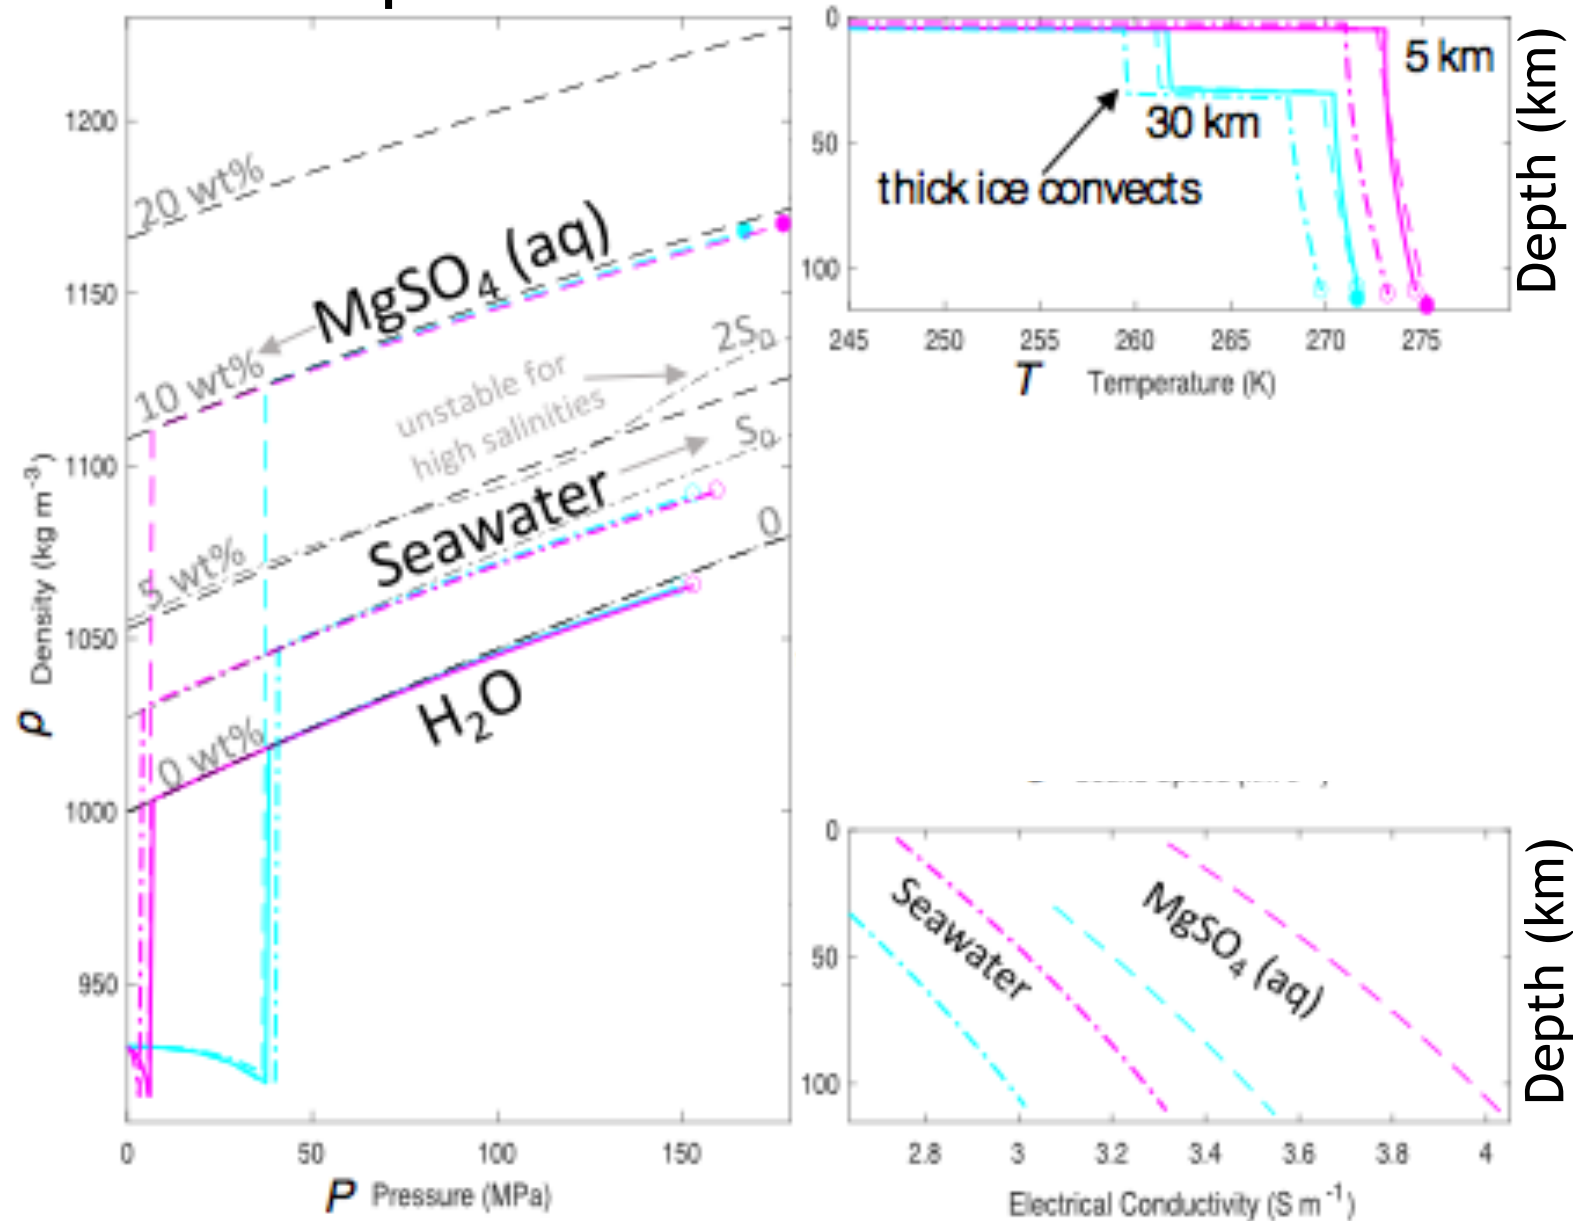 1200
1150
1100
1050
1000
950
ρ Density (kg m⁻³)
20 wt%
MgSO₄ (aq)
10 wt%
2S₀
unstable for
high salinities
S₀
Seawater
5 wt%
0
H₂O
0 wt%
0 50 100 150
P Pressure (MPa)
0
50
100
5 km
30 km
thick ice convects
Depth (km)
245 250 255 260 265 270 275
T Temperature (K)
0
50
100
Seawater
MgSO₄ (aq)
Depth (km)
2.8 3 3.2 3.4 3.6 3.8 4
Electrical Conductivity (S m⁻¹)